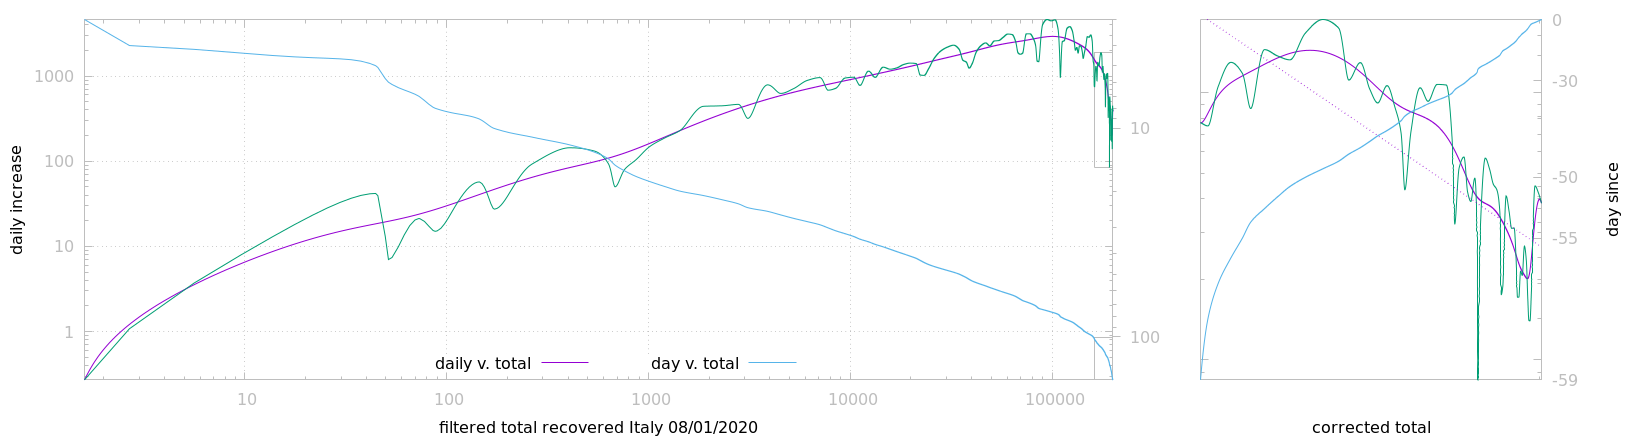 daily increase
1000
100
10
1
daily v. total
day v. total
10
100
1000
10000
100000
filtered total recovered Italy 08/01/2020
10
100
0
-30
-50
-55
-59
day since
corrected total